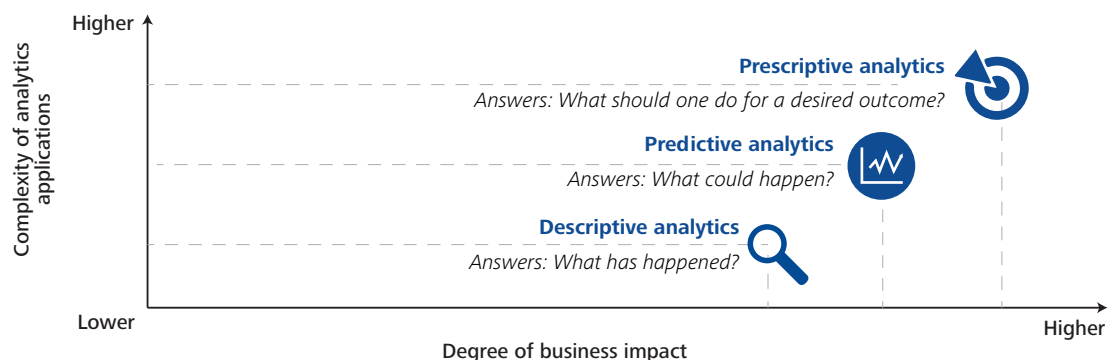 Higher
Complexity of analytics
applications
Prescriptive analytics
Answers: What should one do for a desired outcome?
Predictive analytics
Answers: What could happen?
Descriptive analytics
Answers: What has happened?
Lower
Higher
Degree of business impact